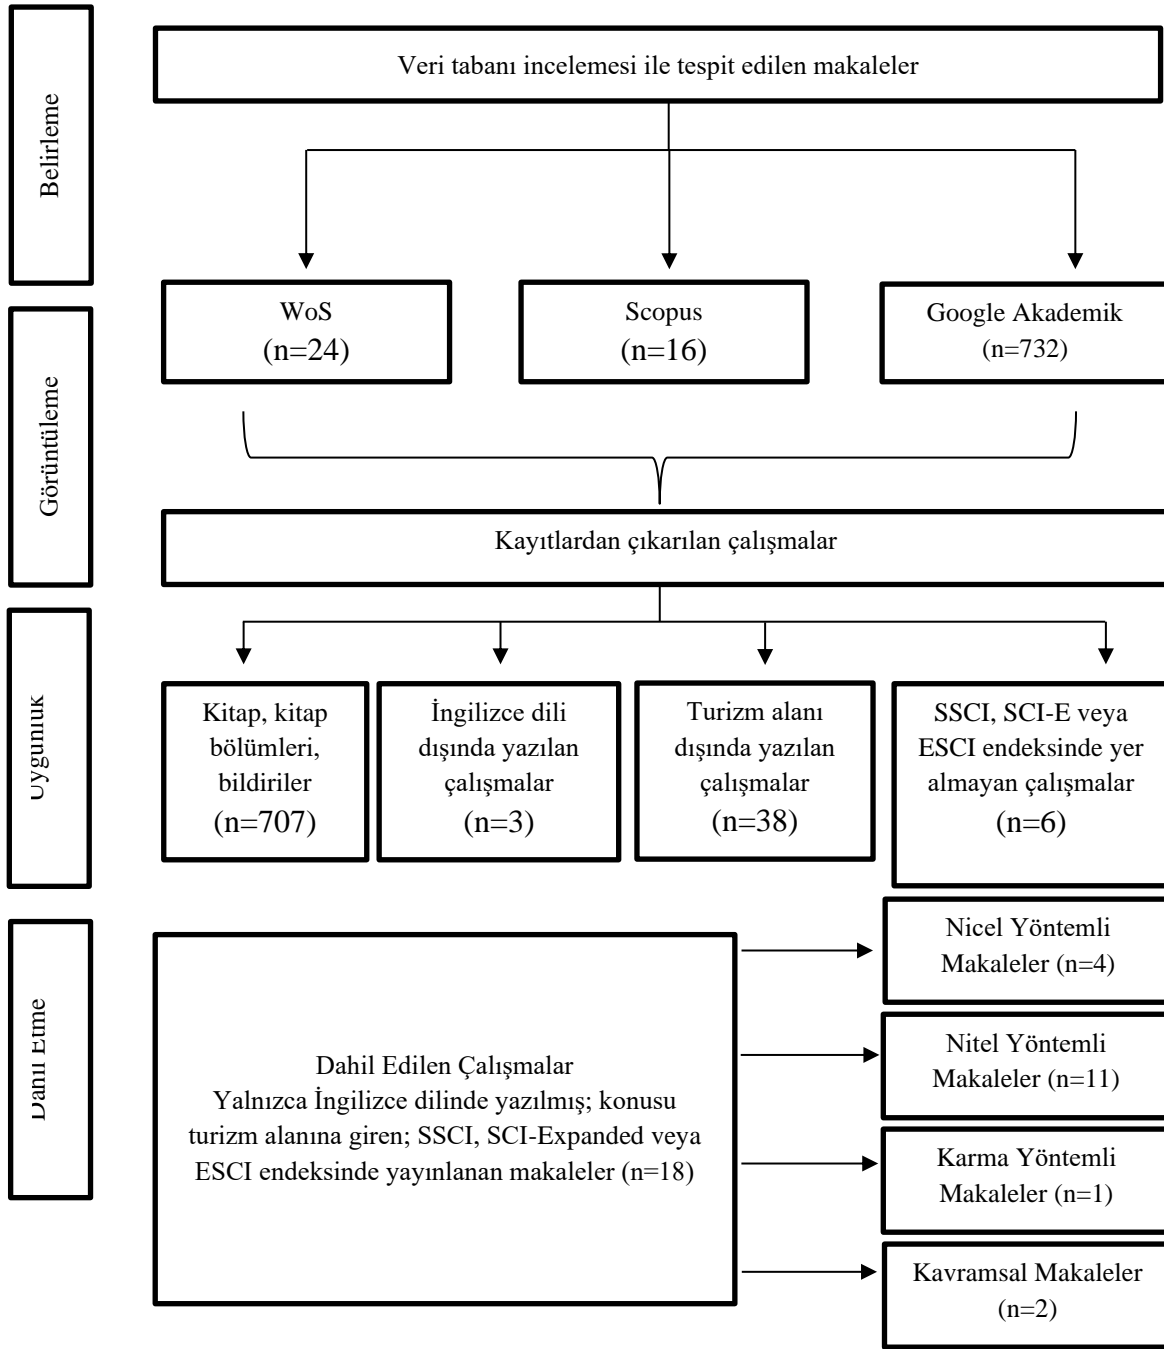 Belirleme
Veri tabanı incelemesi ile tespit edilen makaleler
Görüntüleme
WoS
(n=24)
Scopus
(n=16)
Google Akademik
(n=732)
Kayıtlardan çıkarılan çalışmalar
Uygunluk
Kitap, kitap
bölümleri,
bildiriler
(n=707)
İngilizce dili
dışında yazılan
çalışmalar
(n=3)
Turizm alanı
dışında yazılan
çalışmalar
(n=38)
SSCI, SCI-E veya
ESCI endeksinde yer
almayan çalışmalar
(n=6)
Dahil Etme
Dahil Edilen Çalışmalar
Yalnızca İngilizce dilinde yazılmış; konusu
turizm alanına giren; SSCI, SCI-Expanded veya
ESCI endeksinde yayınlanan makaleler (n=18)
Nicel Yöntemli
Makaleler (n=4)
Nitel Yöntemli
Makaleler (n=11)
Karma Yöntemli
Makaleler (n=1)
Kavramsal Makaleler
(n=2)